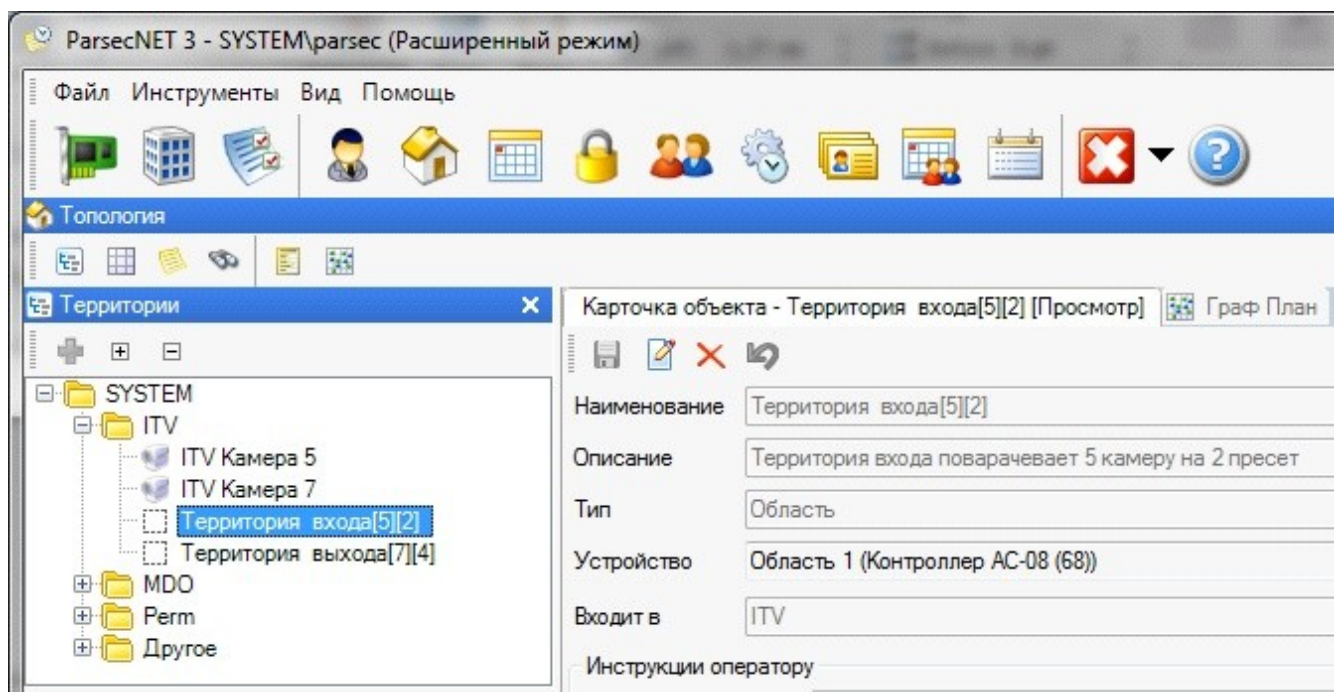 ParsecNET 3 - SYSTEM\parsec (Расширенный режим)
Файл Инструменты Вид Помощь
Топология
Территории
Карточка объекта - Территория входа[5][2] [Просмотр] Граф План
SYSTEM
ITV
ITV Камера 5
ITV Камера 7
Территория входа[5][2]
Территория выхода[7][4]
MDO
Perm
Другое
Наименование Территория входа[5][2]
Описание Территория входа поварачевает 5 камеру на 2 пресет
Тип Область
Устройство Область 1 (Контроллер AC-08 (68))
Входит в ITV
Инструкции оператору